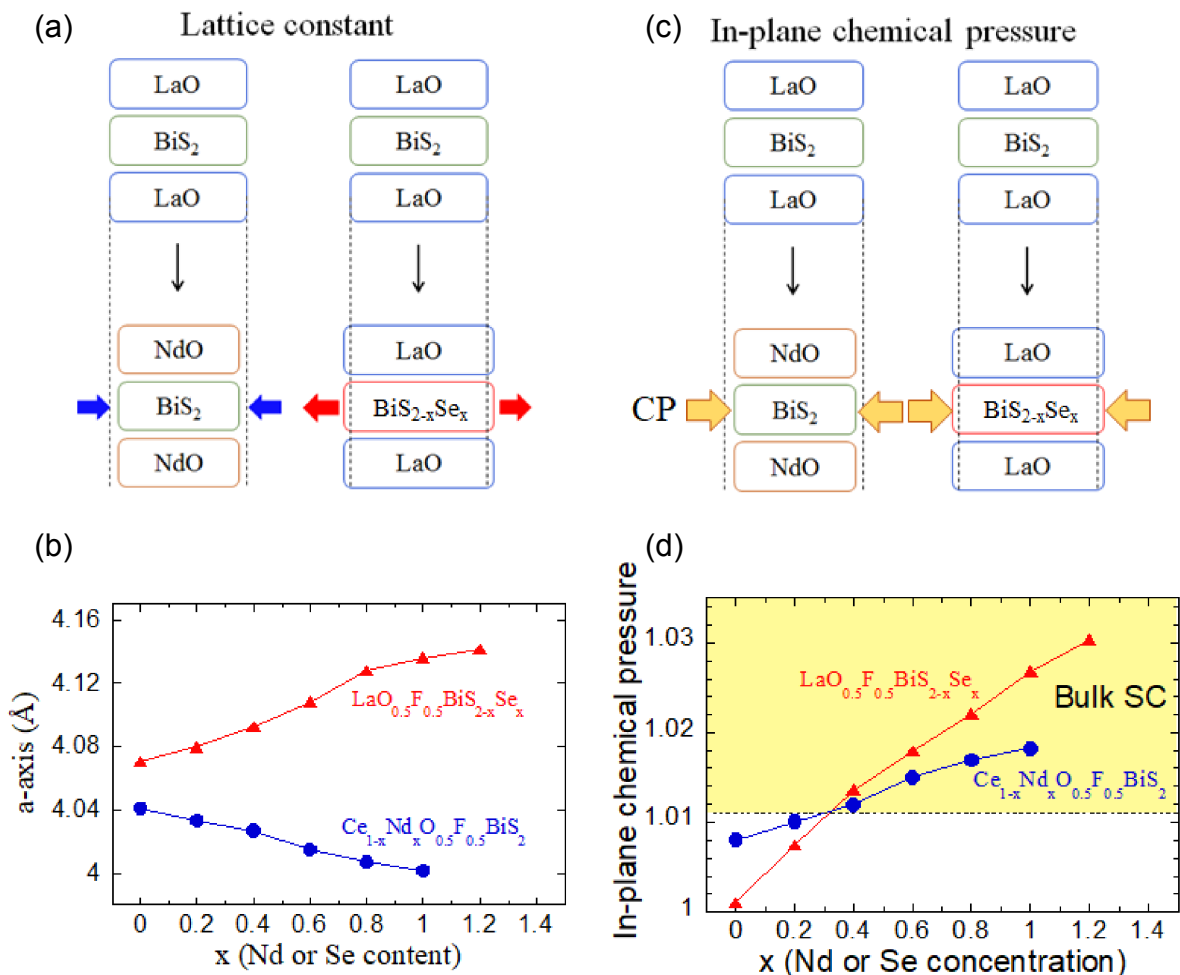 (a)
Lattice constant
LaO
LaO
BiS₂
BiS₂
LaO
LaO
NdO
LaO
BiS₂
BiS₂₋ₓSeₓ
NdO
LaO
(c)
In-plane chemical pressure
LaO
LaO
BiS₂
BiS₂
LaO
LaO
NdO
LaO
CP
BiS₂
BiS₂₋ₓSeₓ
NdO
LaO
(b)
a-axis (Å)
4.16
4.12
4.08
4.04
4
LaO₀.₅F₀.₅BiS₂₋ₓSeₓ
Ce₁₋ₓNdₓO₀.₅F₀.₅BiS₂
0 0.2 0.4 0.6 0.8 1 1.2 1.4
x (Nd or Se content)
(d)
In-plane chemical pressure
1.03
1.02
1.01
1
LaO₀.₅F₀.₅BiS₂₋ₓSeₓ
Bulk SC
Ce₁₋ₓNdₓO₀.₅F₀.₅BiS₂
0 0.2 0.4 0.6 0.8 1 1.2 1.4
x (Nd or Se concentration)